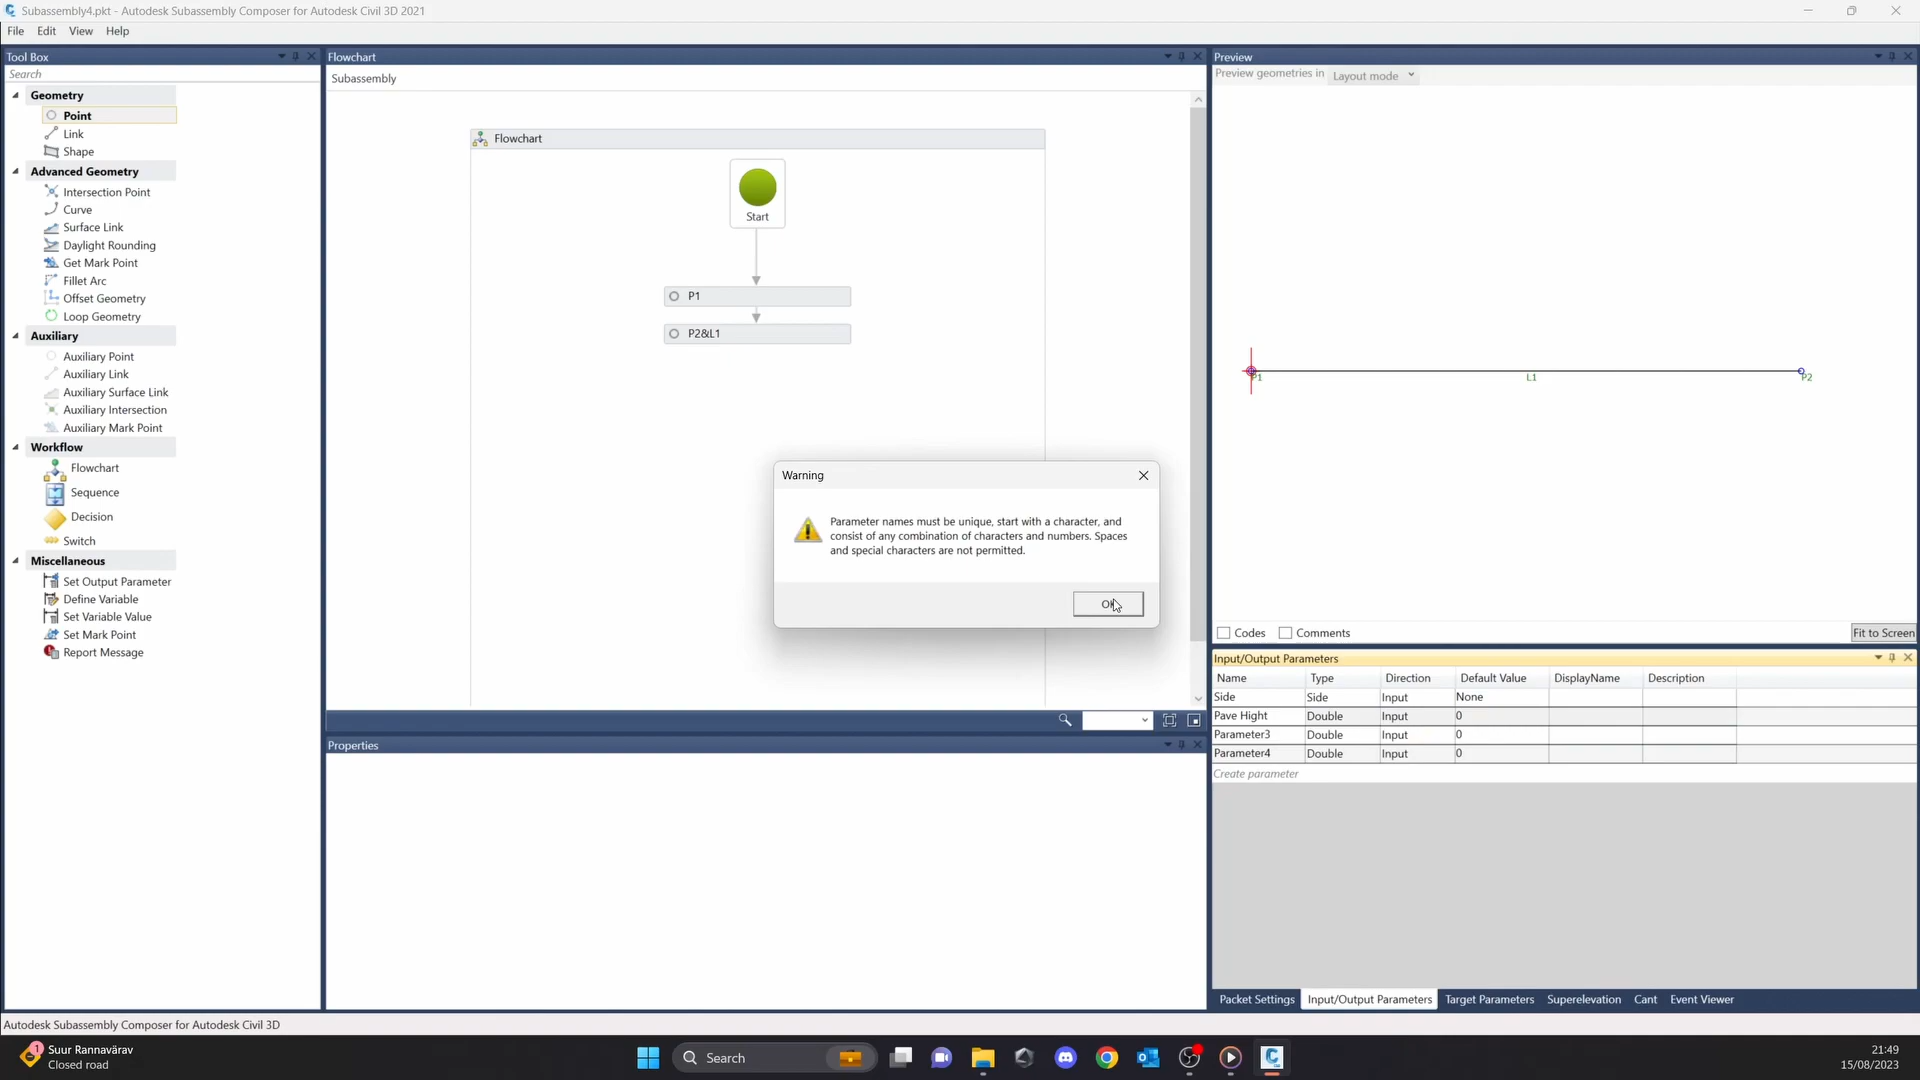 Subassembly4.pkt - Autodesk Subassembly Composer for Autodesk Civil 3D 2021
File Edit View Help
Tool Box
Search
Geometry
Point
Link
Shape
Advanced Geometry
Intersection Point
Curve
Surface Link
Daylight Rounding
Get Mark Point
Fillet Arc
Offset Geometry
Loop Geometry
Auxiliary
Auxiliary Point
Auxiliary Link
Auxiliary Surface Link
Auxiliary Intersection
Auxiliary Mark Point
Workflow
Flowchart
Sequence
Decision
Switch
Miscellaneous
Set Output Parameter
Define Variable
Set Variable Value
Set Mark Point
Report Message
Flowchart
Subassembly
Flowchart
Start
P1
P2&L1
Warning
Parameter names must be unique, start with a character, and
consist of any combination of characters and numbers. Spaces
and special characters are not permitted.
OK
Properties
Preview
Preview geometries in Layout mode
P1 L1 P2
Codes Comments Fit to Screen
Input/Output Parameters
Name Type Direction Default Value DisplayName Description
Side Side Input None
Pave Hight Double Input 0
Parameter3 Double Input 0
Parameter4 Double Input 0
Create parameter
Packet Settings Input/Output Parameters Target Parameters Superelevation Cant Event Viewer
Autodesk Subassembly Composer for Autodesk Civil 3D
1
Suur Rannavärav
Closed road
Search
21:49
15/08/2023